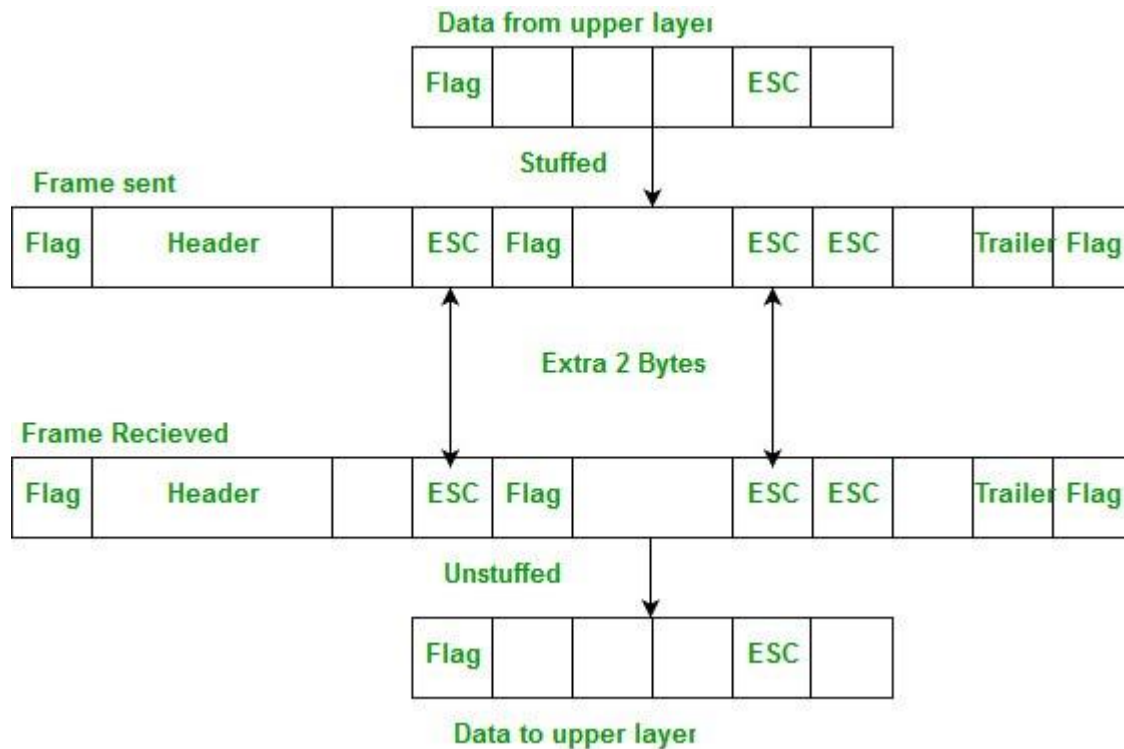 Data from upper layer
Flag ESC
Stuffed
Frame sent
Flag Header ESC Flag ESC ESC Trailer Flag
Extra 2 Bytes
Frame Recieved
Flag Header ESC Flag ESC ESC Trailer Flag
Unstuffed
Flag ESC
Data to upper layer